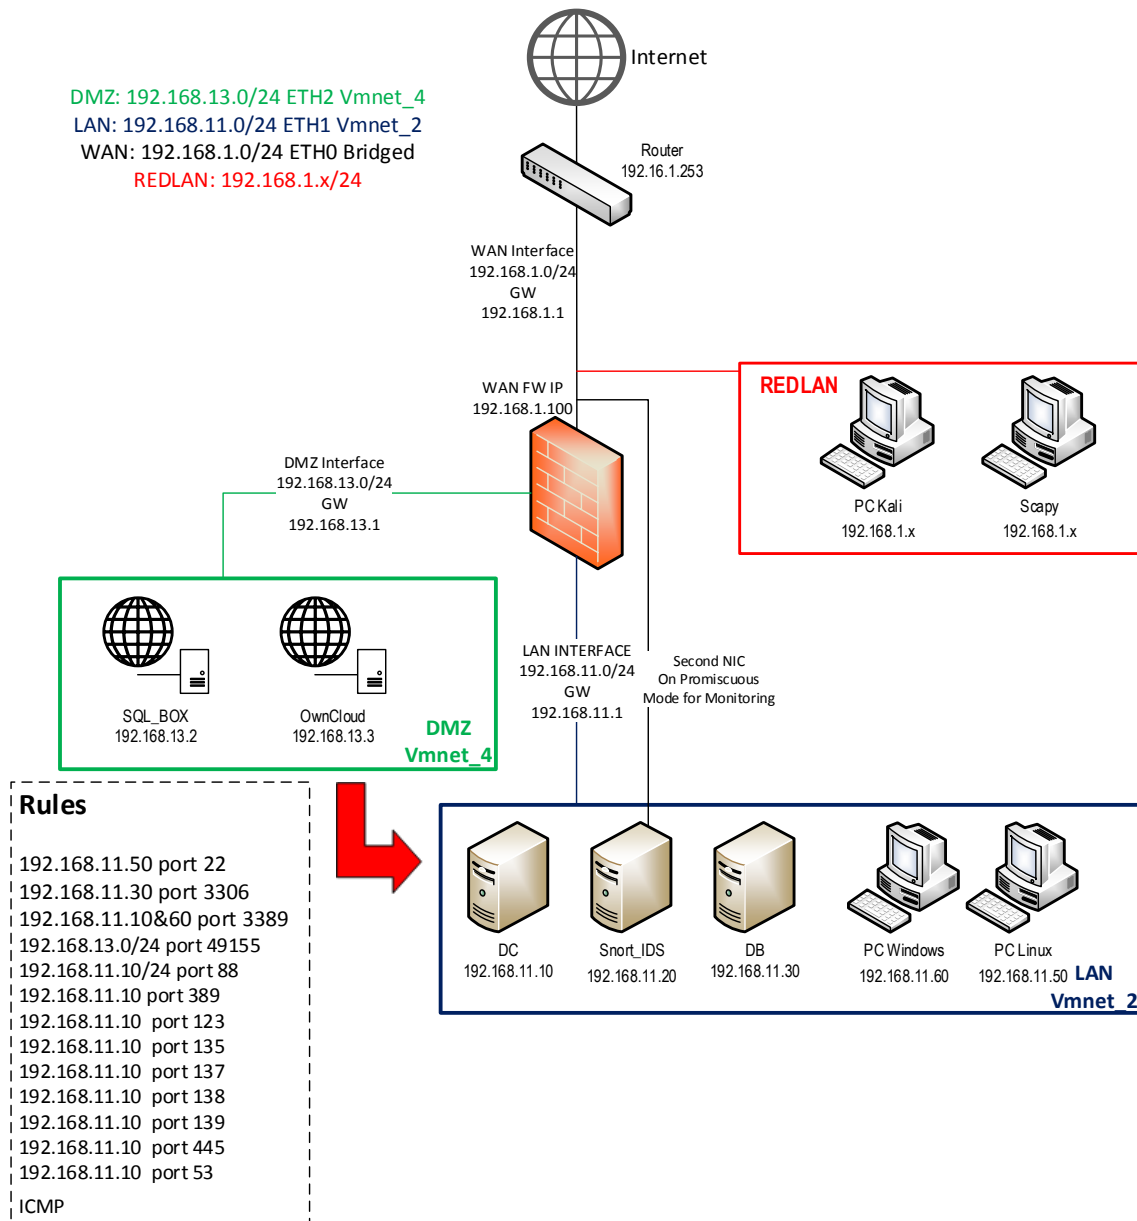 Internet
DMZ: 192.168.13.0/24 ETH2 Vmnet_4
LAN: 192.168.11.0/24 ETH1 Vmnet_2
WAN: 192.168.1.0/24 ETH0 Bridged
REDLAN: 192.168.1.x/24
Router
192.16.1.253
WAN Interface
192.168.1.0/24
GW
192.168.1.1
WAN FW IP
192.168.1.100
REDLAN
PC Kali
192.168.1.x
Scapy
192.168.1.x
DMZ Interface
192.168.13.0/24
GW
192.168.13.1
SQL_BOX
192.168.13.2
OwnCloud
192.168.13.3
DMZ
Vmnet_4
LAN INTERFACE
192.168.11.0/24
GW
192.168.11.1
Second NIC
On Promiscuous
Mode for Monitoring
Rules
192.168.11.50 port 22
192.168.11.30 port 3306
192.168.11.10&60 port 3389
192.168.13.0/24 port 49155
192.168.11.10/24 port 88
192.168.11.10 port 389
192.168.11.10 port 123
192.168.11.10 port 135
192.168.11.10 port 137
192.168.11.10 port 138
192.168.11.10 port 139
192.168.11.10 port 445
192.168.11.10 port 53
ICMP
DC
192.168.11.10
Snort_IDS
192.168.11.20
DB
192.168.11.30
PC Windows
192.168.11.60
PC Linux
192.168.11.50
LAN
Vmnet_2